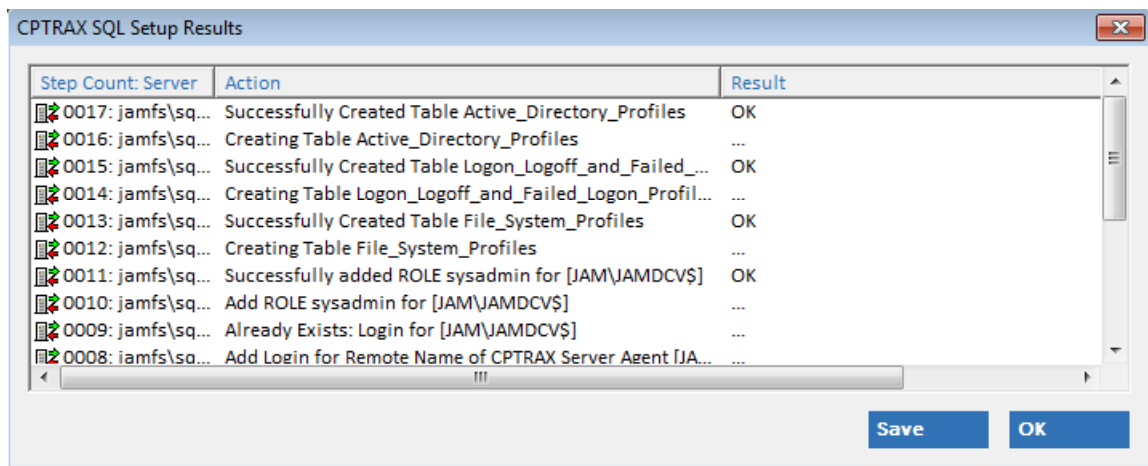 CPTRAX SQL Setup Results
Step Count: Server Action Result
0017: jamfs\sq... Successfully Created Table Active_Directory_Profiles OK
0016: jamfs\sq... Creating Table Active_Directory_Profiles ...
0015: jamfs\sq... Successfully Created Table Logon_Logoff_and_Failed_... OK
0014: jamfs\sq... Creating Table Logon_Logoff_and_Failed_Logon_Profil... ...
0013: jamfs\sq... Successfully Created Table File_System_Profiles OK
0012: jamfs\sq... Creating Table File_System_Profiles ...
0011: jamfs\sq... Successfully added ROLE sysadmin for [JAM\JAMDCV$] OK
0010: jamfs\sq... Add ROLE sysadmin for [JAM\JAMDCV$] ...
0009: jamfs\sq... Already Exists: Login for [JAM\JAMDCV$] ...
0008: jamfs\sq... Add Login for Remote Name of CPTRAX Server Agent [JA... ...
Save OK